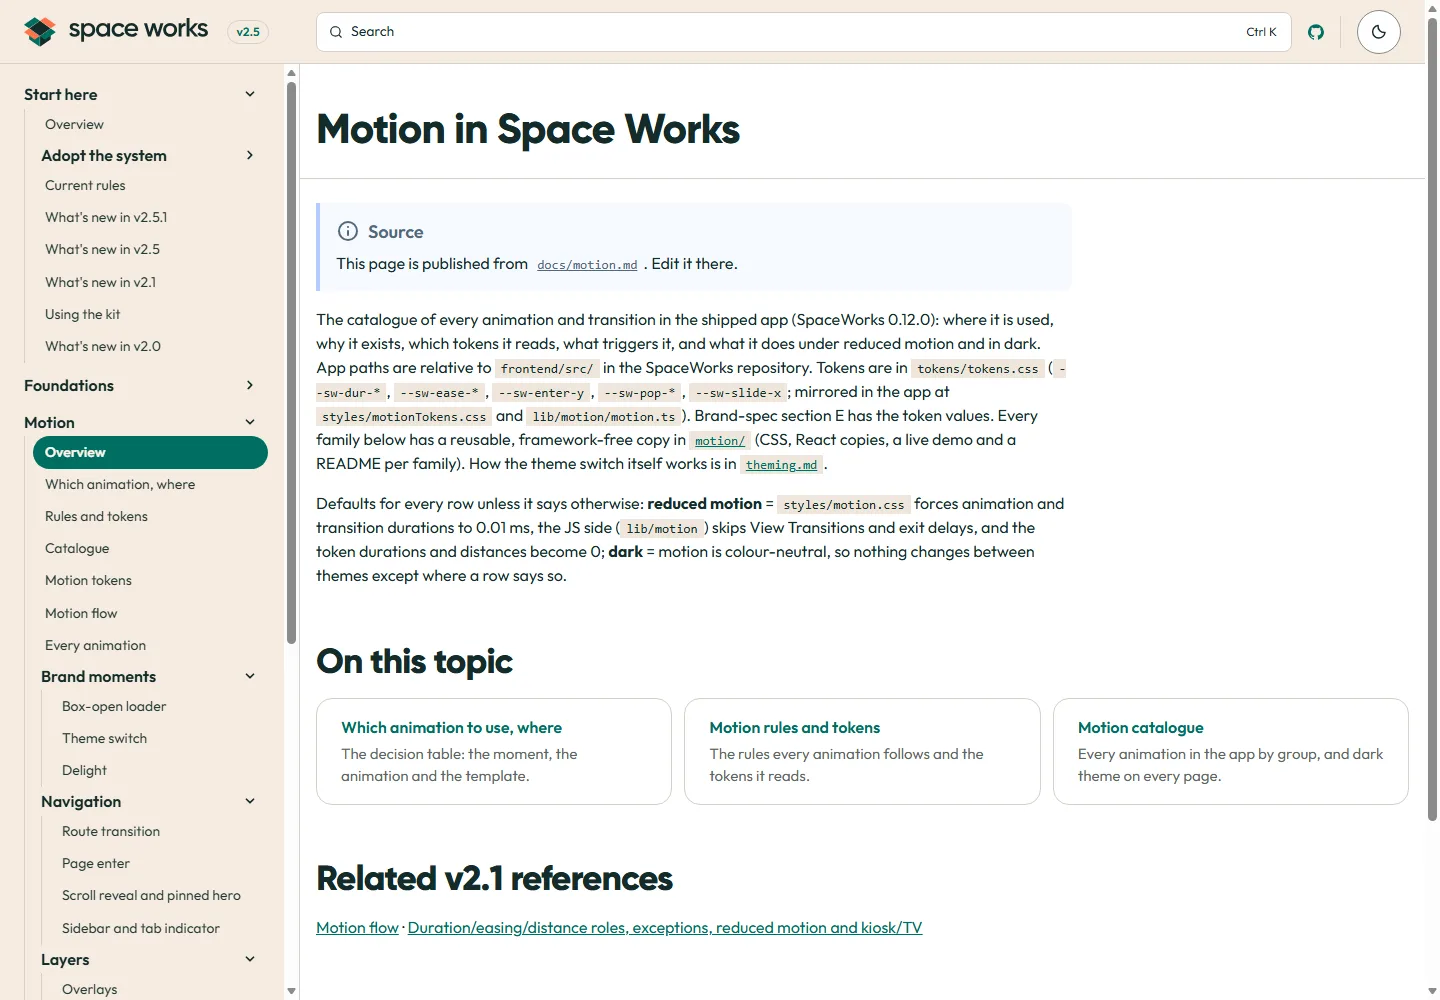 space works
v2.5
Search
Ctrl K
Start here
Overview
Adopt the system
Current rules
What's new in v2.5.1
What's new in v2.5
What's new in v2.1
Using the kit
What's new in v2.0
Foundations
Motion
Overview
Which animation, where
Rules and tokens
Catalogue
Motion tokens
Motion flow
Every animation
Brand moments
Box-open loader
Theme switch
Delight
Navigation
Route transition
Page enter
Scroll reveal and pinned hero
Sidebar and tab indicator
Layers
Overlays
Motion in Space Works
Source
This page is published from docs/motion.md . Edit it there.
The catalogue of every animation and transition in the shipped app (SpaceWorks 0.12.0): where it is used,
why it exists, which tokens it reads, what triggers it, and what it does under reduced motion and in dark.
App paths are relative to frontend/src/ in the SpaceWorks repository. Tokens are in tokens/tokens.css (-
-sw-dur-*, --sw-ease-*, --sw-enter-y, --sw-pop-*, --sw-slide-x; mirrored in the app at
styles/motionTokens.css and lib/motion/motion.ts). Brand-spec section E has the token values. Every
family below has a reusable, framework-free copy in motion/ (CSS, React copies, a live demo and a
README per family). How the theme switch itself works is in theming.md.
Defaults for every row unless it says otherwise: reduced motion = styles/motion.css forces animation and
transition durations to 0.01 ms, the JS side (lib/motion) skips View Transitions and exit delays, and the
token durations and distances become 0; dark = motion is colour-neutral, so nothing changes between
themes except where a row says so.
On this topic
Which animation to use, where
The decision table: the moment, the
animation and the template.
Motion rules and tokens
The rules every animation follows and the
tokens it reads.
Motion catalogue
Every animation in the app by group, and dark
theme on every page.
Related v2.1 references
Motion flow · Duration/easing/distance roles, exceptions, reduced motion and kiosk/TV